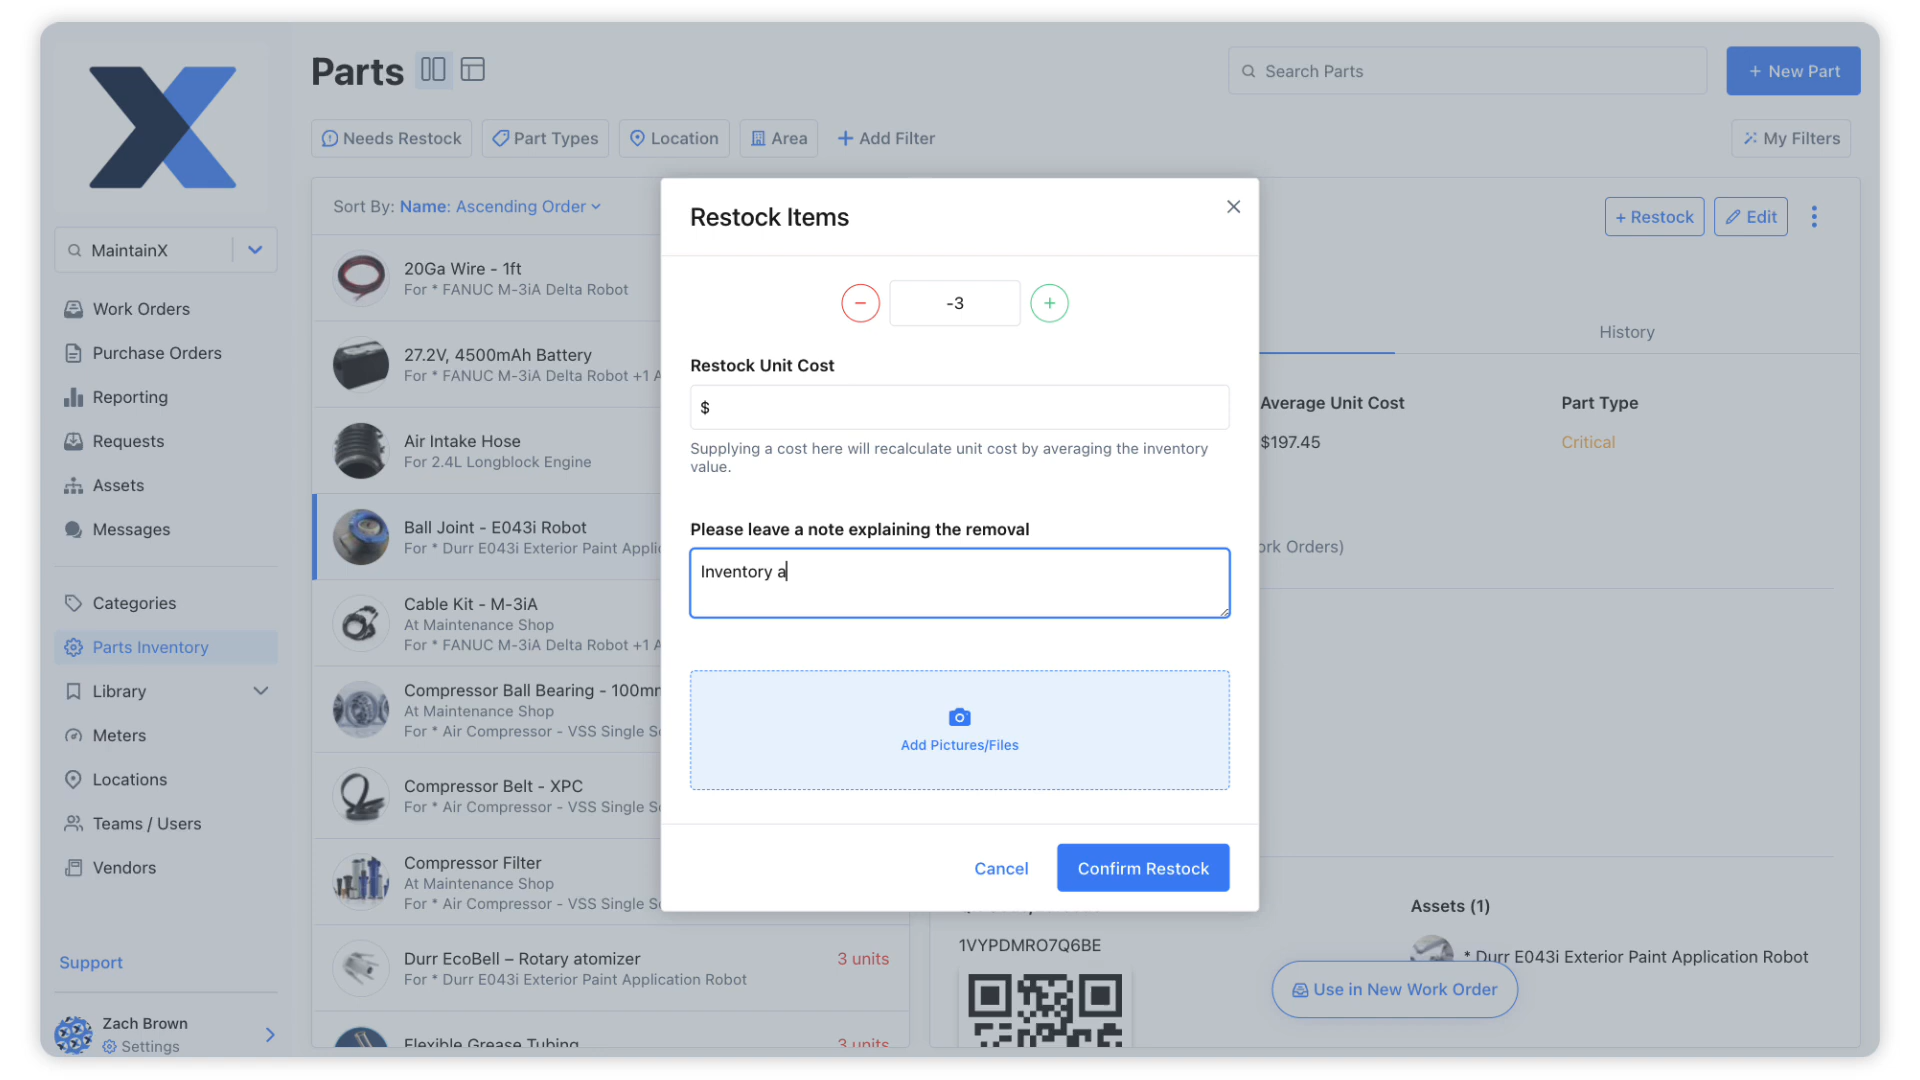 Parts
Search Parts
+ New Part
Needs Restock
Part Types
Location
Area
+ Add Filter
My Filters
MaintainX
Work Orders
Purchase Orders
Reporting
Requests
Assets
Messages
Categories
Parts Inventory
Library
Meters
Locations
Teams / Users
Vendors
Support
Zach Brown
Settings
Sort By: Name: Ascending Order
20Ga Wire - 1ft
For * FANUC M-3iA Delta Robot
27.2V, 4500mAh Battery
For * FANUC M-3iA Delta Robot +1 A
Air Intake Hose
For 2.4L Longblock Engine
Ball Joint - E043i Robot
For * Durr E043i Exterior Paint Applic
Cable Kit - M-3iA
At Maintenance Shop
For * FANUC M-3iA Delta Robot +1 A
Compressor Ball Bearing - 100mm
At Maintenance Shop
For * Air Compressor - VSS Single Sc
Compressor Belt - XPC
For * Air Compressor - VSS Single Sc
Compressor Filter
At Maintenance Shop
For * Air Compressor - VSS Single Sc
Durr EcoBell – Rotary atomizer
3 units
For * Durr E043i Exterior Paint Application Robot
Flexible Grease Tubing
3 units
Restock Items
-3
Restock Unit Cost
$
Supplying a cost here will recalculate unit cost by averaging the inventory
value.
Please leave a note explaining the removal
Inventory a
Add Pictures/Files
Cancel
Confirm Restock
+ Restock
Edit
History
Average Unit Cost
Part Type
$197.45
Critical
ork Orders)
1VYPDMRO7Q6BE
Assets (1)
* Durr E043i Exterior Paint Application Robot
Use in New Work Order